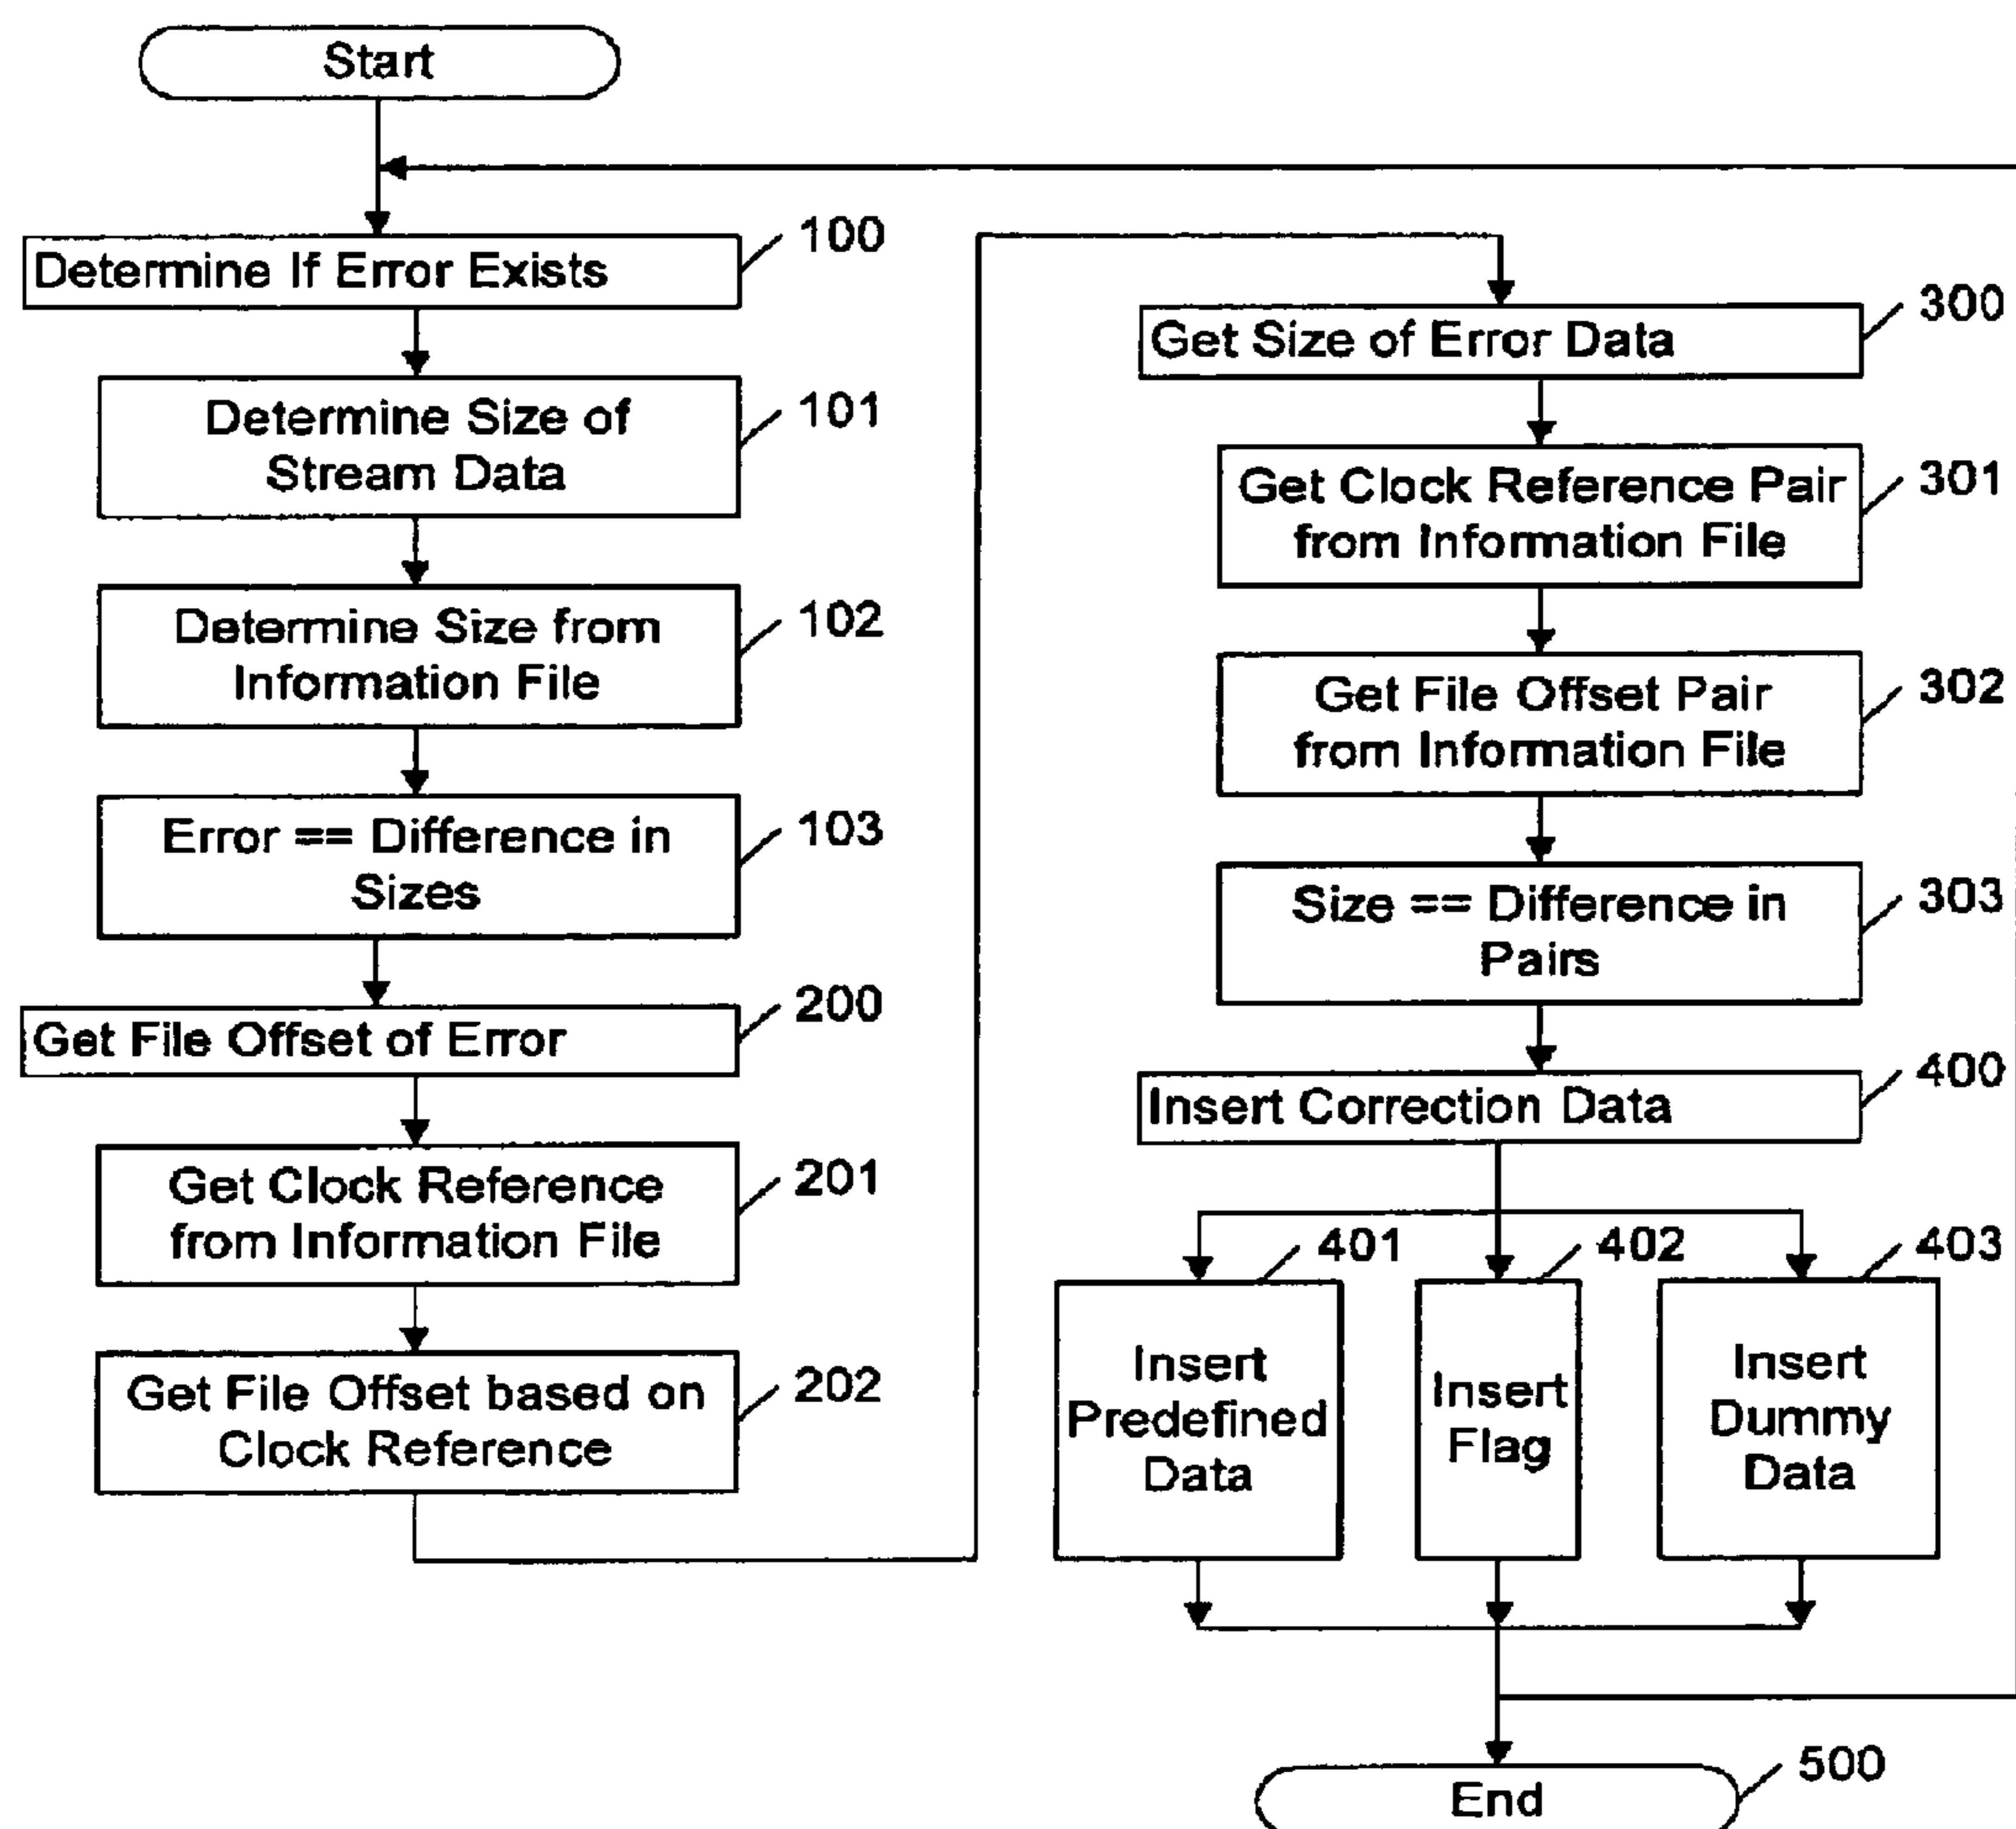 Start
Determine If Error Exists
100
Determine Size of
Stream Data
101
Determine Size from
Information File
102
Error == Difference in
Sizes
103
Get File Offset of Error
200
Get Clock Reference
from Information File
201
Get File Offset based on
Clock Reference
202
Get Size of Error Data
300
Get Clock Reference Pair
from Information File
301
Get File Offset Pair
from Information File
302
Size == Difference in
Pairs
303
Insert Correction Data
400
401
Insert
Predefined
Data
402
Insert
Flag
403
Insert
Dummy
Data
End
500